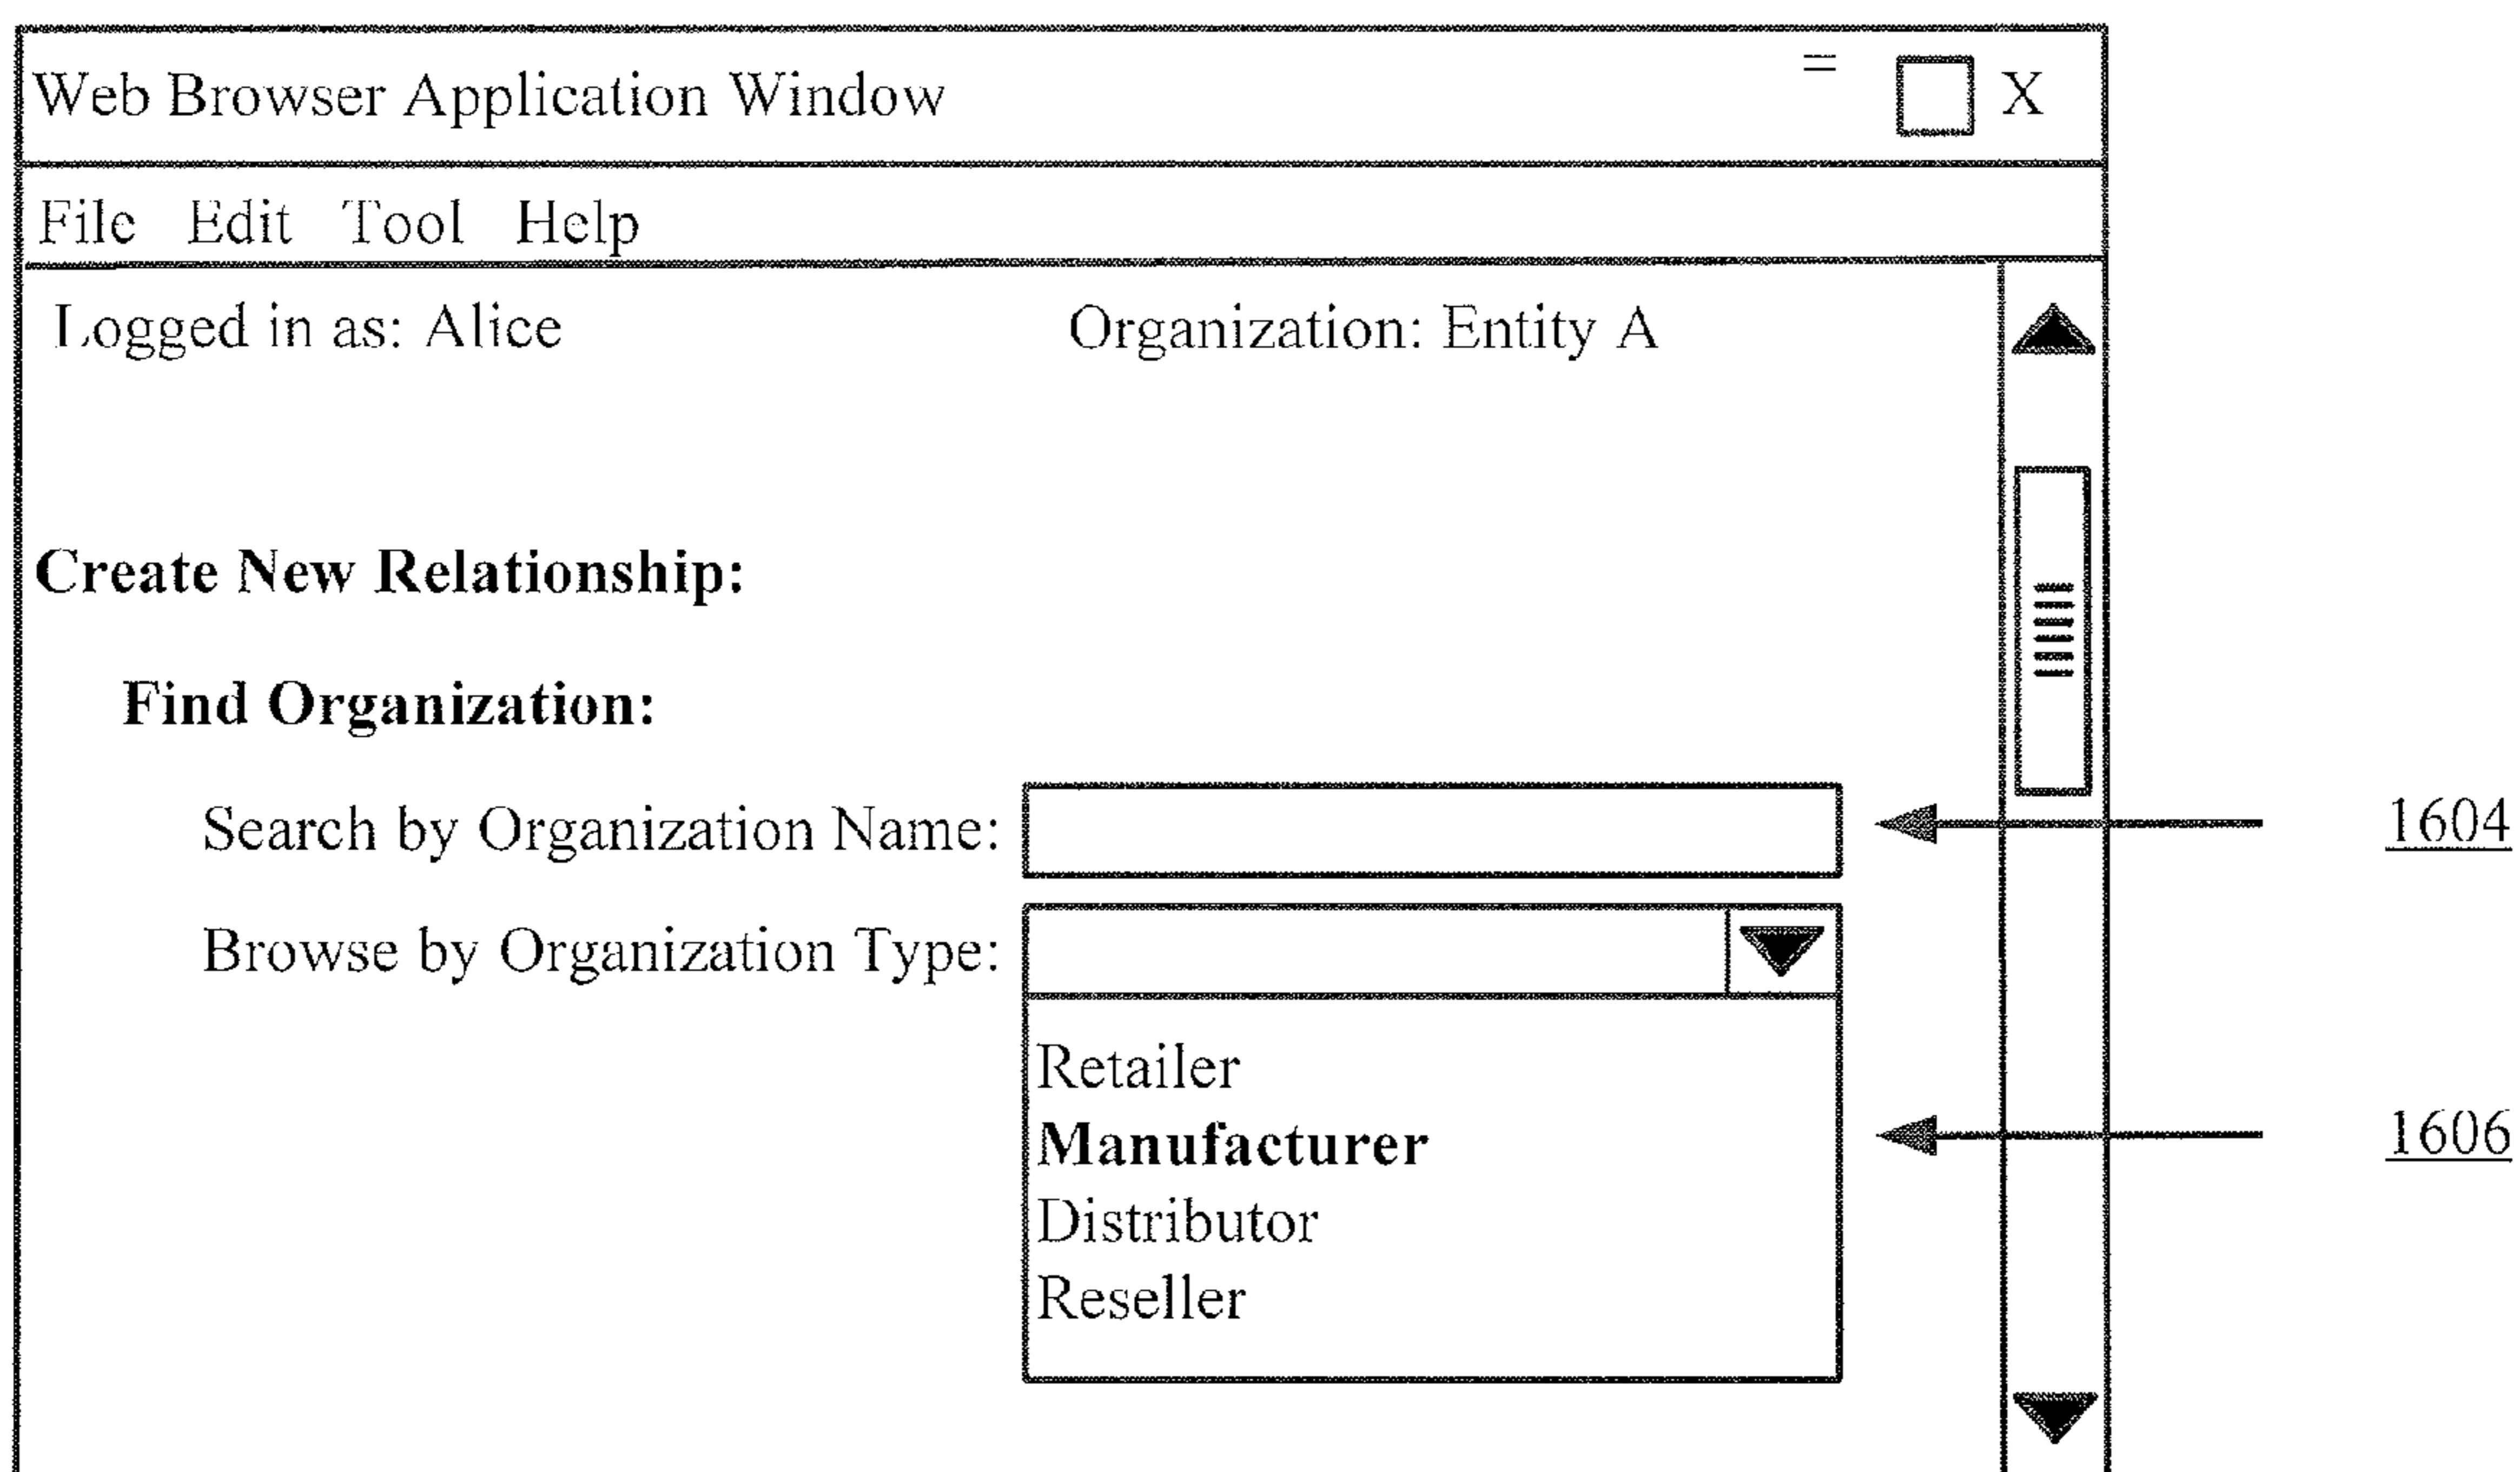 Web Browser Application Window X
File Edit Tool Help
Logged in as: Alice Organization: Entity A
Create New Relationship:
Find Organization:
Search by Organization Name: 1604
Browse by Organization Type:
Retailer
Manufacturer 1606
Distributor
Reseller